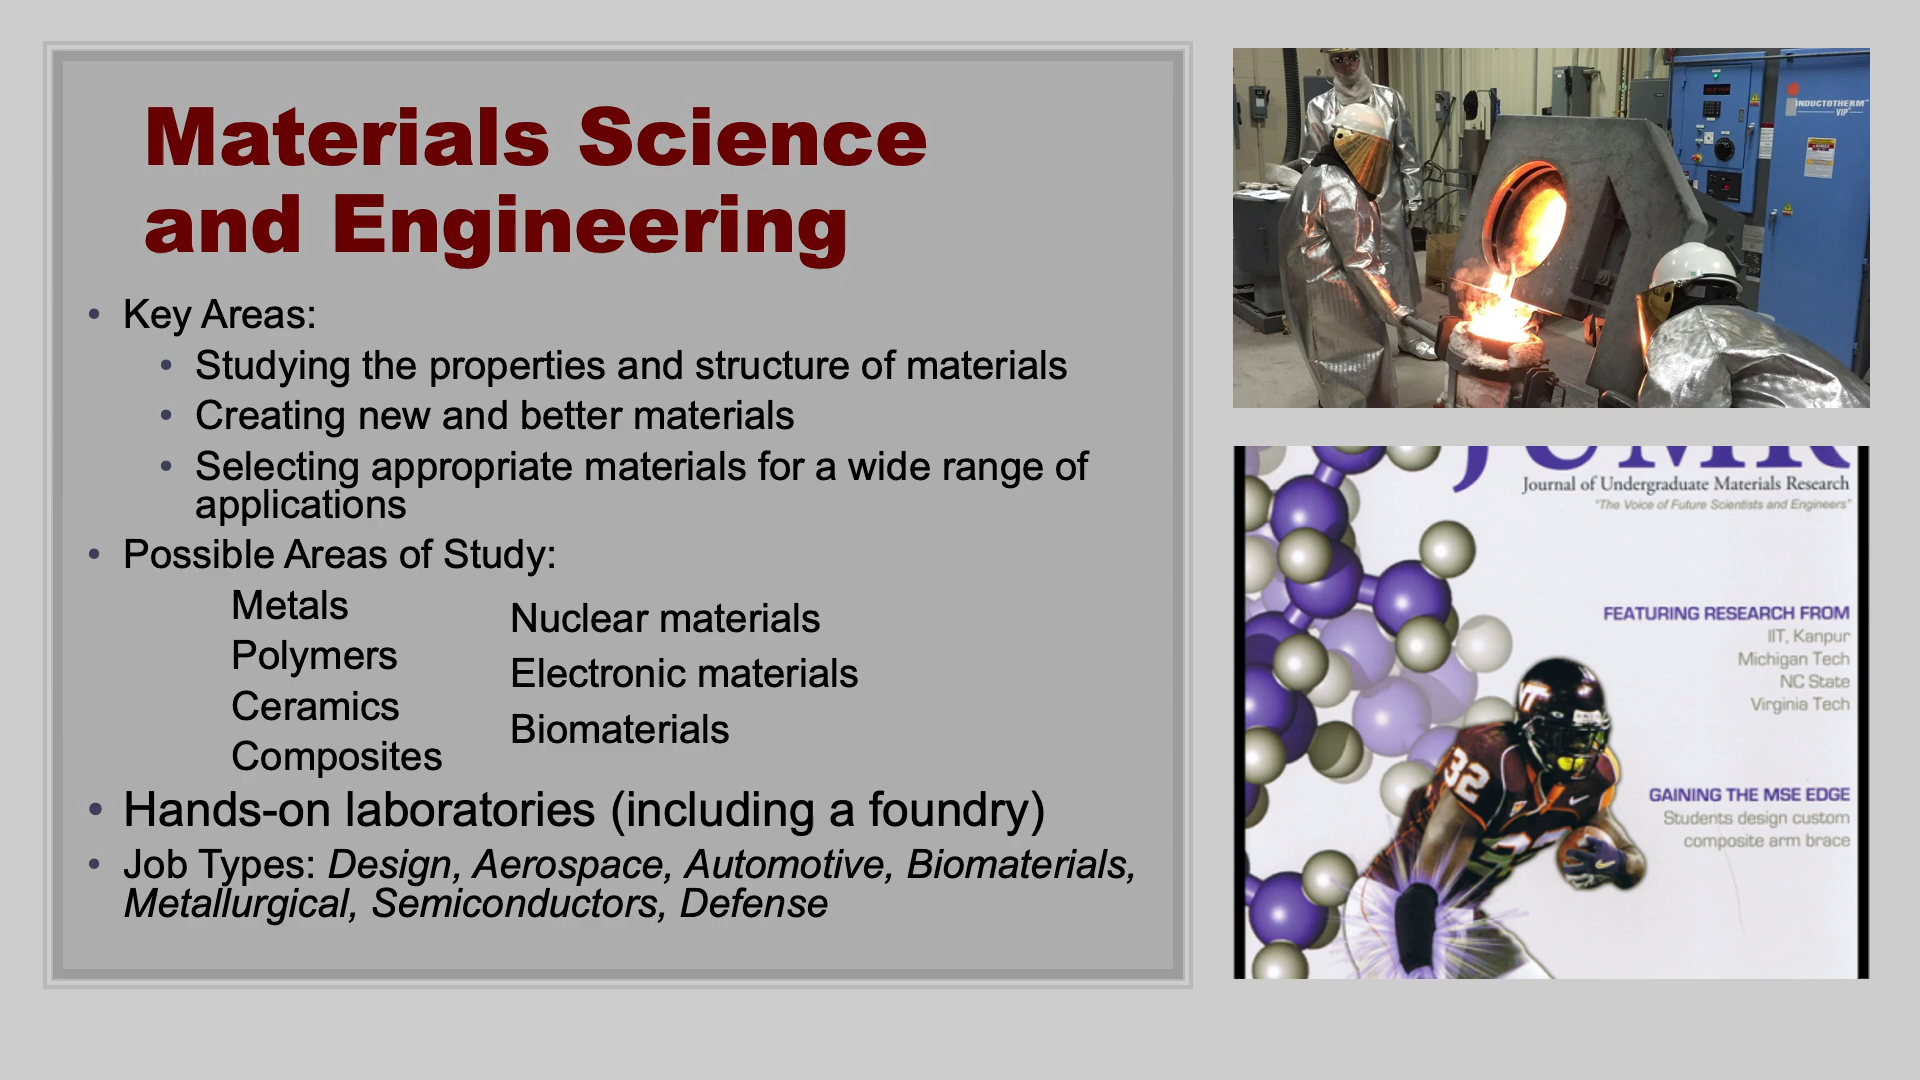 Materials Science
and Engineering
• Key Areas:
• Studying the properties and structure of materials
• Creating new and better materials
• Selecting appropriate materials for a wide range of
applications
• Possible Areas of Study:
Metals
Polymers
Ceramics
Composites
Nuclear materials
Electronic materials
Biomaterials
• Hands-on laboratories (including a foundry)
• Job Types: Design, Aerospace, Automotive, Biomaterials,
Metallurgical, Semiconductors, Defense
INDUCTOTHERM
VIP
JUMR
Journal of Undergraduate Materials Research
"The Voice of Future Scientists and Engineers"
FEATURING RESEARCH FROM
IIT, Kanpur
Michigan Tech
NC State
Virginia Tech
GAINING THE MSE EDGE
Students design custom
composite arm brace
VT
32
32